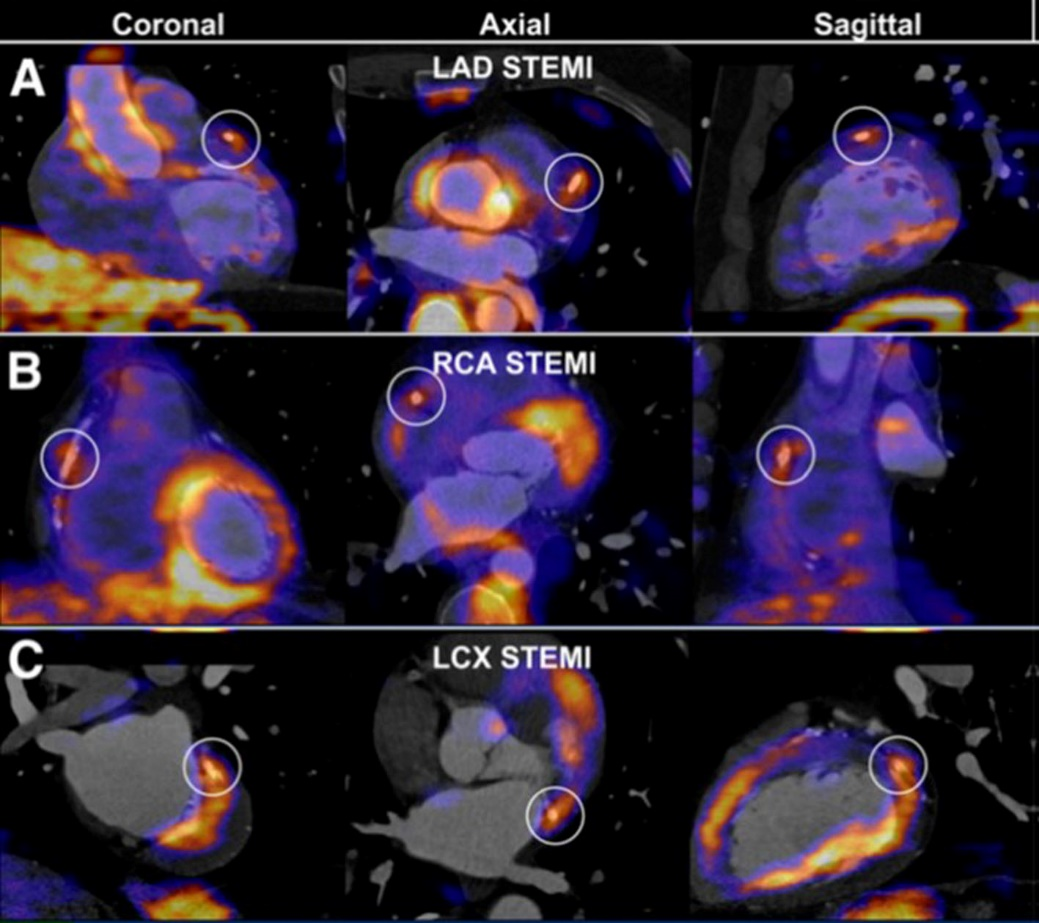 Coronal Axial Sagittal
A LAD STEMI
B RCA STEMI
C LCX STEMI